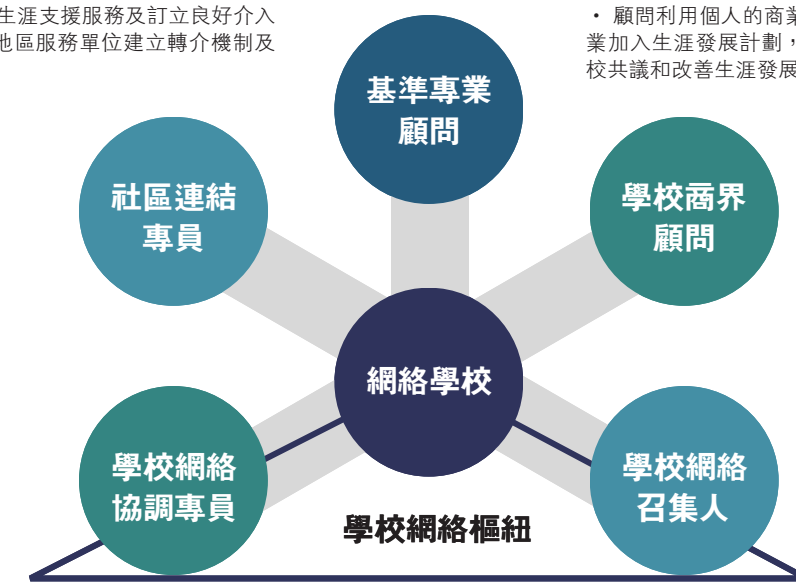 生涯支援服務及訂立良好介入
地區服務單位建立轉介機制及
• 顧問利用個人的商業
業加入生涯發展計劃，
校共議和改善生涯發展
基準專業
顧問
社區連結
專員
學校商界
顧問
網絡學校
學校網絡
協調專員
學校網絡
召集人
學校網絡樞紐